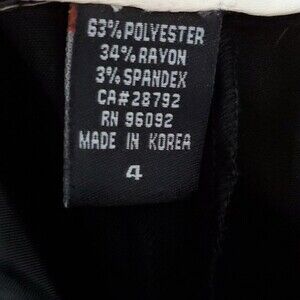 63% POLYESTER
34% RAYON
3% SPANDEX
CA#28792
RN 96092
MADE IN KOREA
4